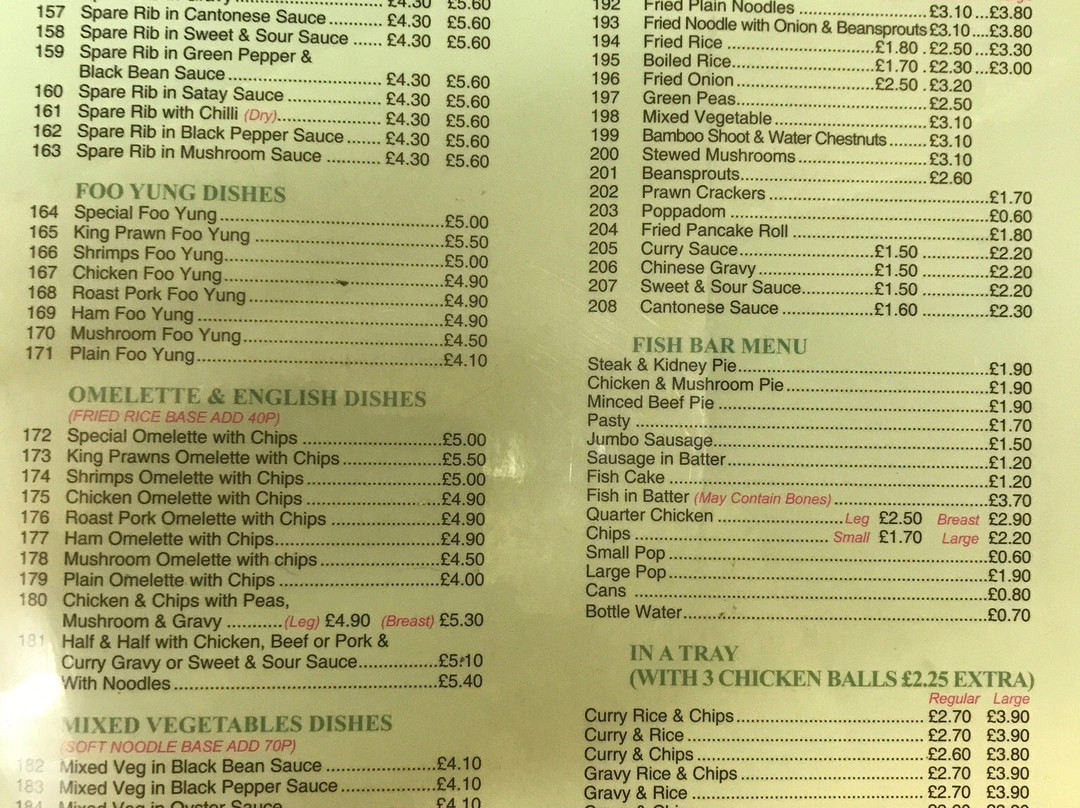 £4.30 £5.60
157 Spare Rib in Cantonese Sauce ........ £4.30 £5.60
158 Spare Rib in Sweet & Sour Sauce ...... £4.30 £5.60
159 Spare Rib in Green Pepper &
Black Bean Sauce ........ £4.30 £5.60
160 Spare Rib in Satay Sauce ........ £4.30 £5.60
161 Spare Rib with Chilli (Dry) ........ £4.30 £5.60
162 Spare Rib in Black Pepper Sauce ........ £4.30 £5.60
163 Spare Rib in Mushroom Sauce ........ £4.30 £5.60
FOO YUNG DISHES
164 Special Foo Yung ........ £5.00
165 King Prawn Foo Yung ........ £5.50
166 Shrimps Foo Yung ........ £5.00
167 Chicken Foo Yung ........ £4.90
168 Roast Pork Foo Yung ........ £4.90
169 Ham Foo Yung ........ £4.90
170 Mushroom Foo Yung ........ £4.50
171 Plain Foo Yung ........ £4.10
OMELETTE & ENGLISH DISHES
(FRIED RICE BASE ADD 40P)
172 Special Omelette with Chips ........ £5.00
173 King Prawns Omelette with Chips ........ £5.50
174 Shrimps Omelette with Chips ........ £5.00
175 Chicken Omelette with Chips ........ £4.90
176 Roast Pork Omelette with Chips ........ £4.90
177 Ham Omelette with Chips ........ £4.90
178 Mushroom Omelette with chips ........ £4.50
179 Plain Omelette with Chips ........ £4.00
180 Chicken & Chips with Peas,
Mushroom & Gravy ........ (Leg) £4.90 (Breast) £5.30
181 Half & Half with Chicken, Beef or Pork &
Curry Gravy or Sweet & Sour Sauce ........ £5.10
With Noodles ........ £5.40
MIXED VEGETABLES DISHES
(SOFT NOODLE BASE ADD 70P)
182 Mixed Veg in Black Bean Sauce ........ £4.10
183 Mixed Veg in Black Pepper Sauce ........ £4.10
184 Mixed Veg in Oyster Sauce ........ £4.10
192 Fried Plain Noodles ........ £3.10 ... £3.80
193 Fried Noodle with Onion & Beansprouts £3.10 ... £3.80
194 Fried Rice ........ £1.80 . £2.50 ... £3.30
195 Boiled Rice ........ £1.70 . £2.30 ... £3.00
196 Fried Onion ........ £2.50 . £3.20
197 Green Peas ........ £2.50
198 Mixed Vegetable ........ £3.10
199 Bamboo Shoot & Water Chestnuts ........ £3.10
200 Stewed Mushrooms ........ £3.10
201 Beansprouts ........ £2.60
202 Prawn Crackers ........ £1.70
203 Poppadom ........ £0.60
204 Fried Pancake Roll ........ £1.80
205 Curry Sauce ........ £1.50 ........ £2.20
206 Chinese Gravy ........ £1.50 ........ £2.20
207 Sweet & Sour Sauce ........ £1.50 ........ £2.20
208 Cantonese Sauce ........ £1.60 ........ £2.30
FISH BAR MENU
Steak & Kidney Pie ........ £1.90
Chicken & Mushroom Pie ........ £1.90
Minced Beef Pie ........ £1.90
Pasty ........ £1.70
Jumbo Sausage ........ £1.50
Sausage in Batter ........ £1.20
Fish Cake ........ £1.20
Fish in Batter (May Contain Bones) ........ £3.70
Quarter Chicken ........ Leg £2.50 Breast £2.90
Chips ........ Small £1.70 Large £2.20
Small Pop ........ £0.60
Large Pop ........ £1.90
Cans ........ £0.80
Bottle Water ........ £0.70
IN A TRAY
(WITH 3 CHICKEN BALLS £2.25 EXTRA)
Regular Large
Curry Rice & Chips ........ £2.70 £3.90
Curry & Rice ........ £2.70 £3.90
Curry & Chips ........ £2.60 £3.80
Gravy Rice & Chips ........ £2.70 £3.90
Gravy & Rice ........ £2.70 £3.90